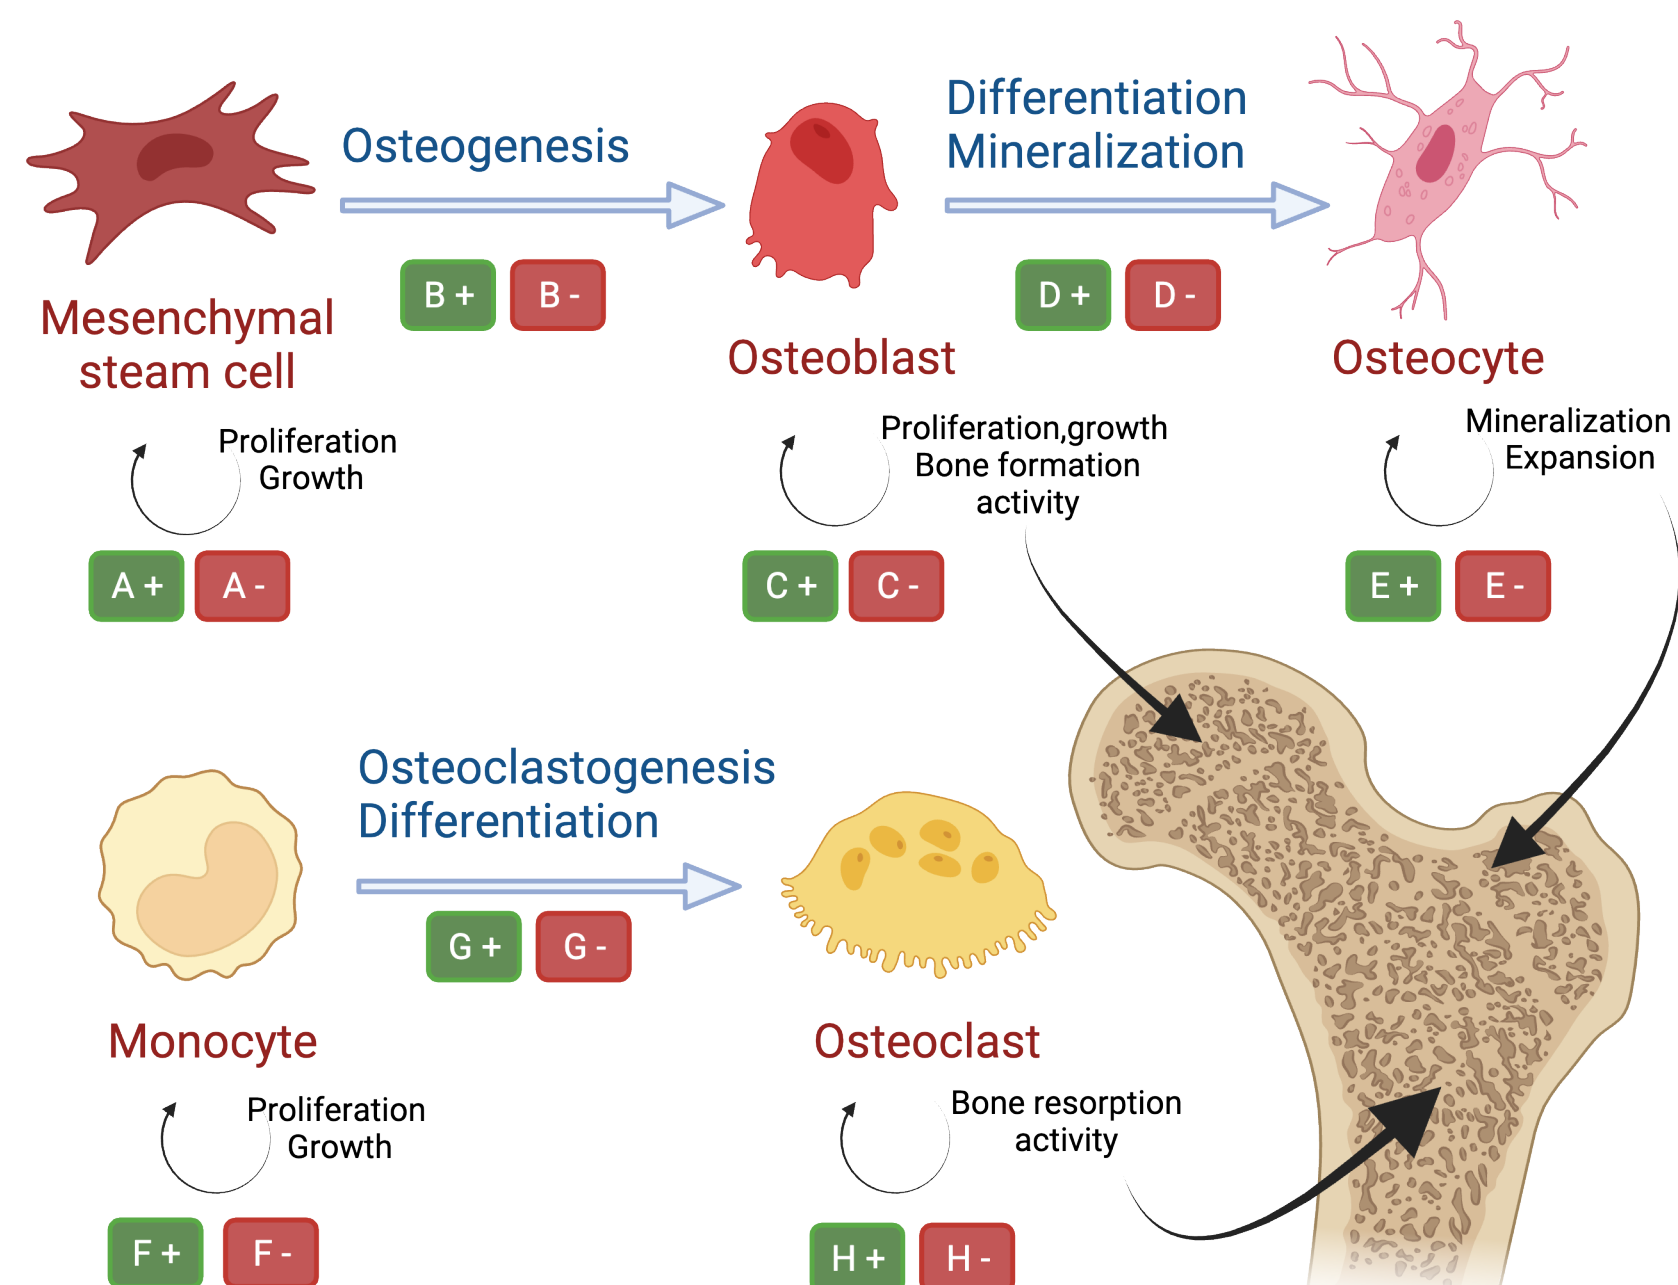 Osteogenesis
Differentiation
Mineralization
B +
B -
D +
D -
Mesenchymal
steam cell
Osteoblast
Osteocyte
Proliferation
Growth
Proliferation,growth
Bone formation
activity
Mineralization
Expansion
A +
A -
C +
C -
E +
E -
Osteoclastogenesis
Differentiation
G +
G -
Monocyte
Osteoclast
Proliferation
Growth
Bone resorption
activity
F +
F -
H +
H -